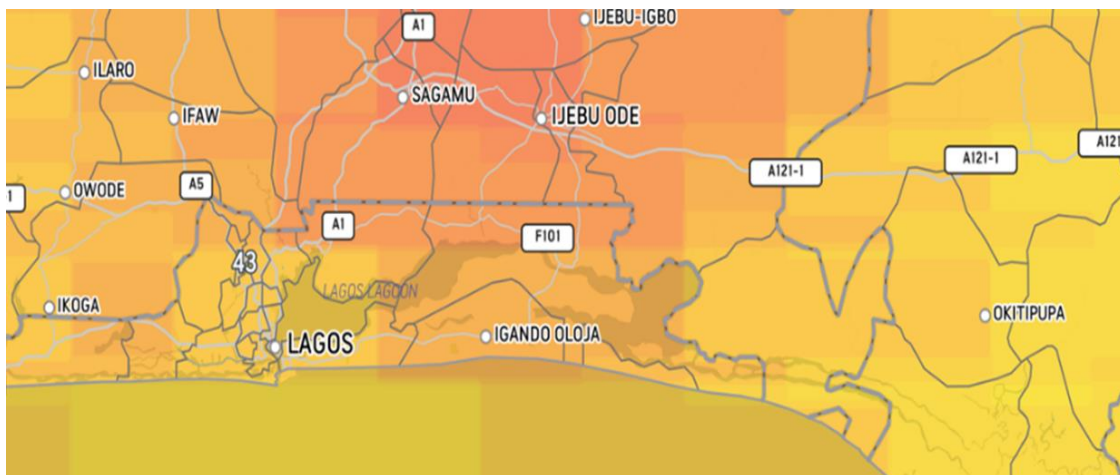 IJEBU-IGBO
A1
ILARO
SAGAMU
IFAW
IJEBU ODE
A121
A121-1
A121-1
A5
OWODE
-1
A1
F101
43
LAGOS LAGOON
IKOGA
OKITIPUPA
LAGOS
IGANDO OLOJA